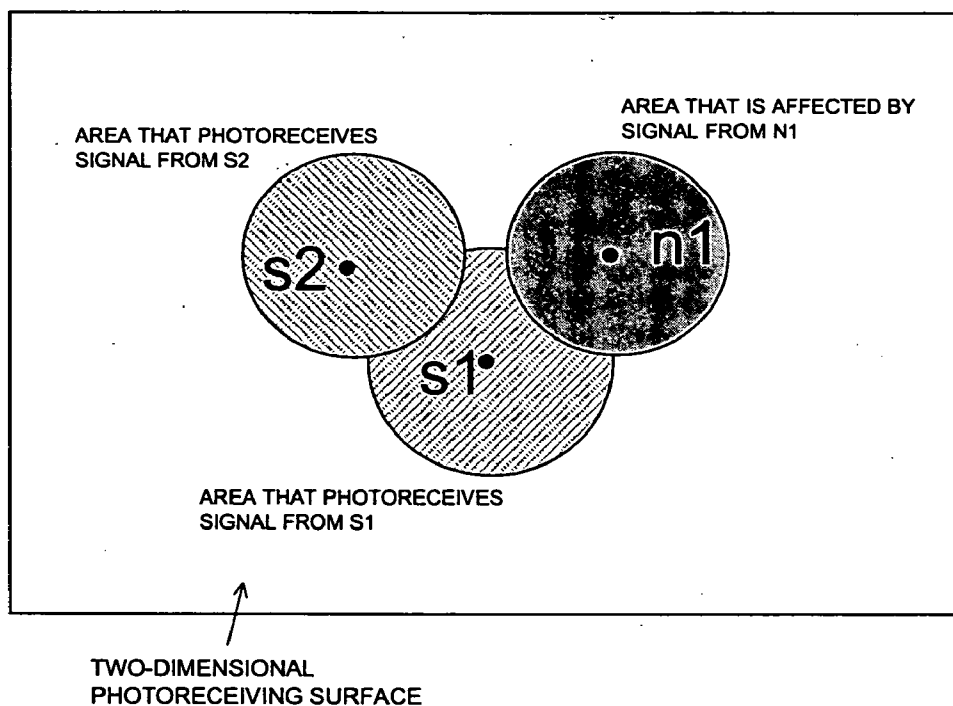 AREA THAT IS AFFECTED BY
SIGNAL FROM N1
AREA THAT PHOTORECEIVES
SIGNAL FROM S2
s2
n1
s1
AREA THAT PHOTORECEIVES
SIGNAL FROM S1
TWO-DIMENSIONAL
PHOTORECEIVING SURFACE